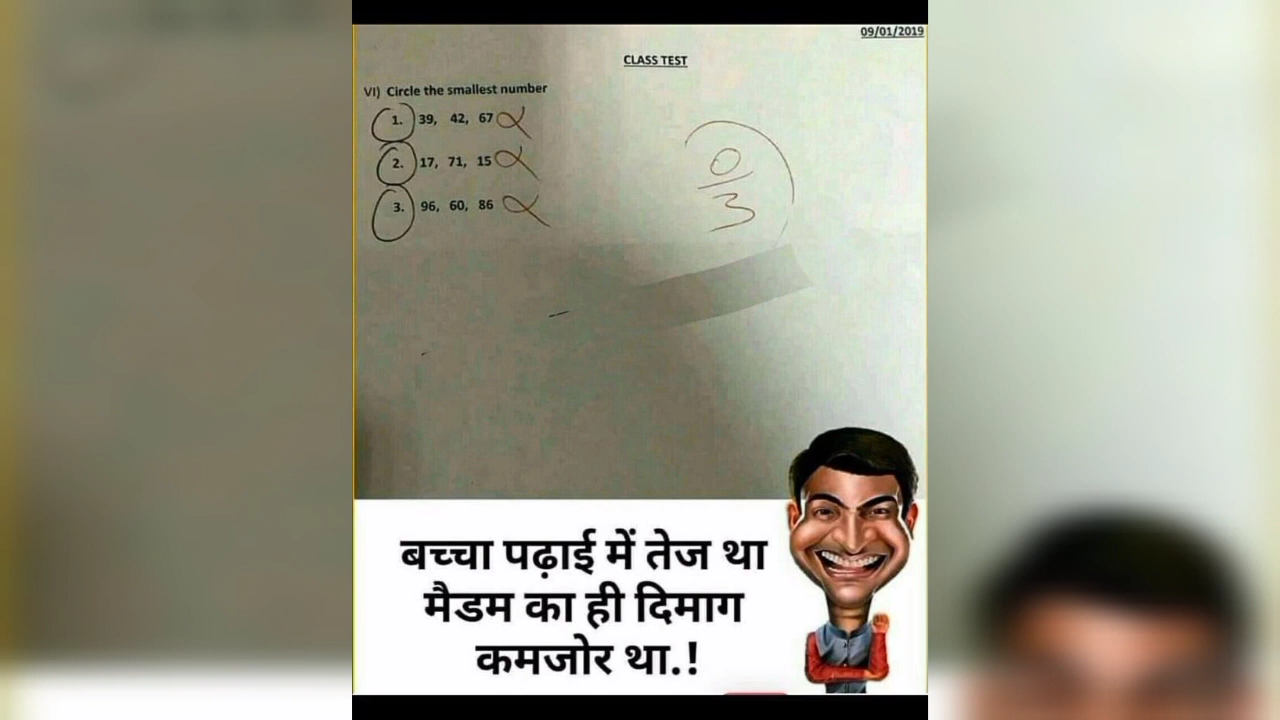 09/01/2019
CLASS TEST
VI) Circle the smallest number
1. 39, 42, 67
2. 17, 71, 15
3. 96, 60, 86
0/3
बच्चा पढ़ाई में तेज था
मैडम का ही दिमाग
कमजोर था.!